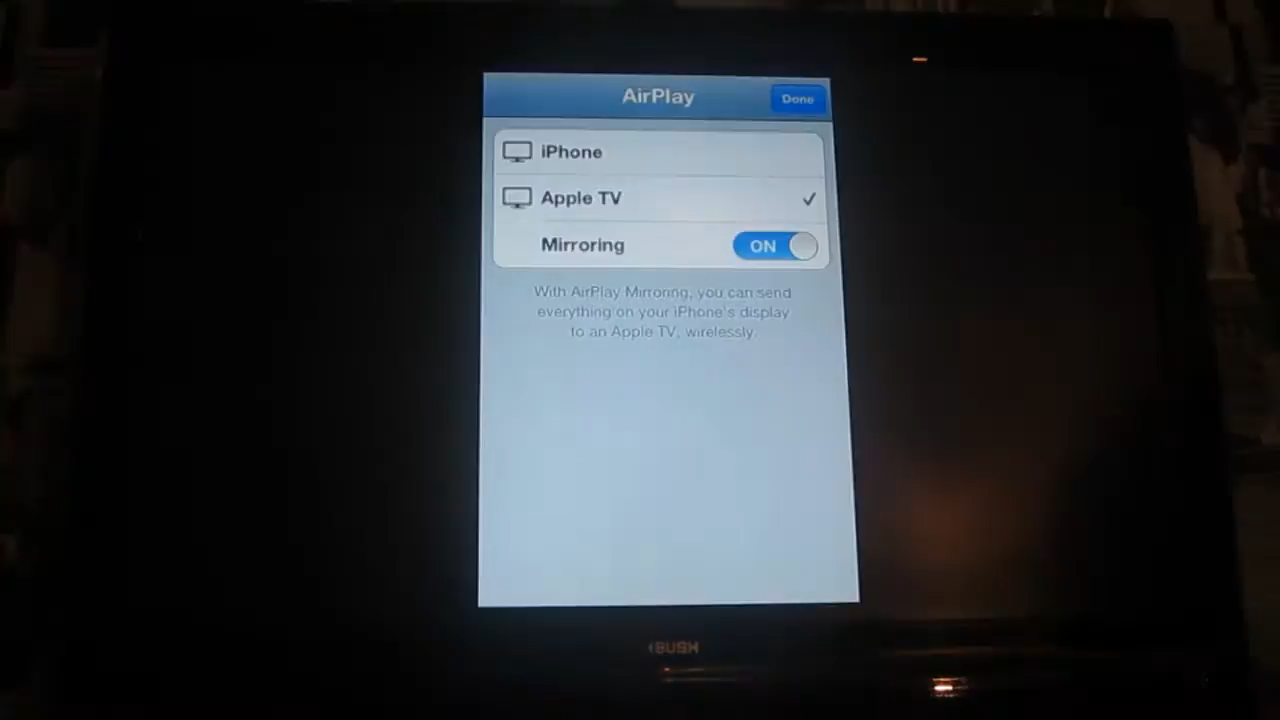 AirPlay
Done
iPhone
Apple TV
Mirroring
ON
With AirPlay Mirroring, you can send
everything on your iPhone's display
to an Apple TV, wirelessly.
BUSH